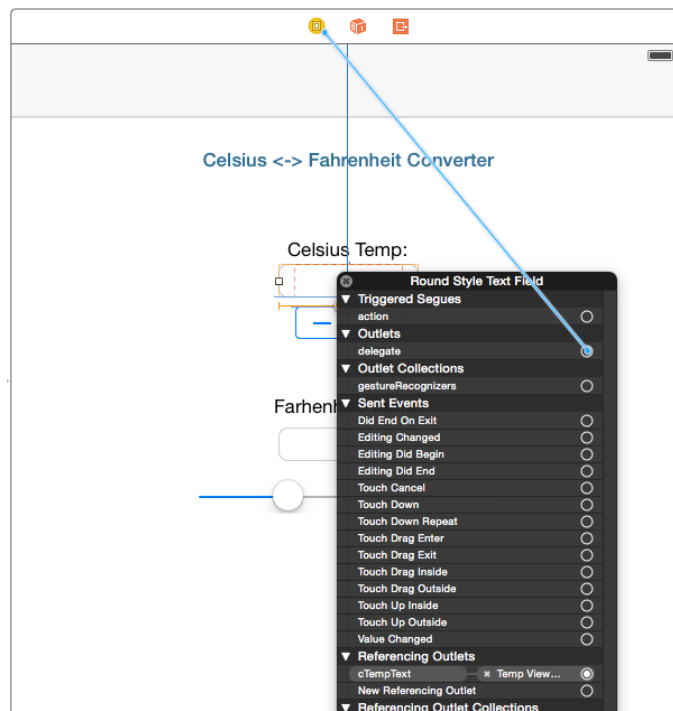 Celsius <-> Fahrenheit Converter
Celsius Temp:
Round Style Text Field
Triggered Segues
action
Outlets
delegate
Outlet Collections
gestureRecognizers
Farhenh
Sent Events
Did End On Exit
Editing Changed
Editing Did Begin
Editing Did End
Touch Cancel
Touch Down
Touch Down Repeat
Touch Drag Enter
Touch Drag Exit
Touch Drag Inside
Touch Drag Outside
Touch Up Inside
Touch Up Outside
Value Changed
Referencing Outlets
cTempText Temp View...
New Referencing Outlet
Referencing Outlet Collections